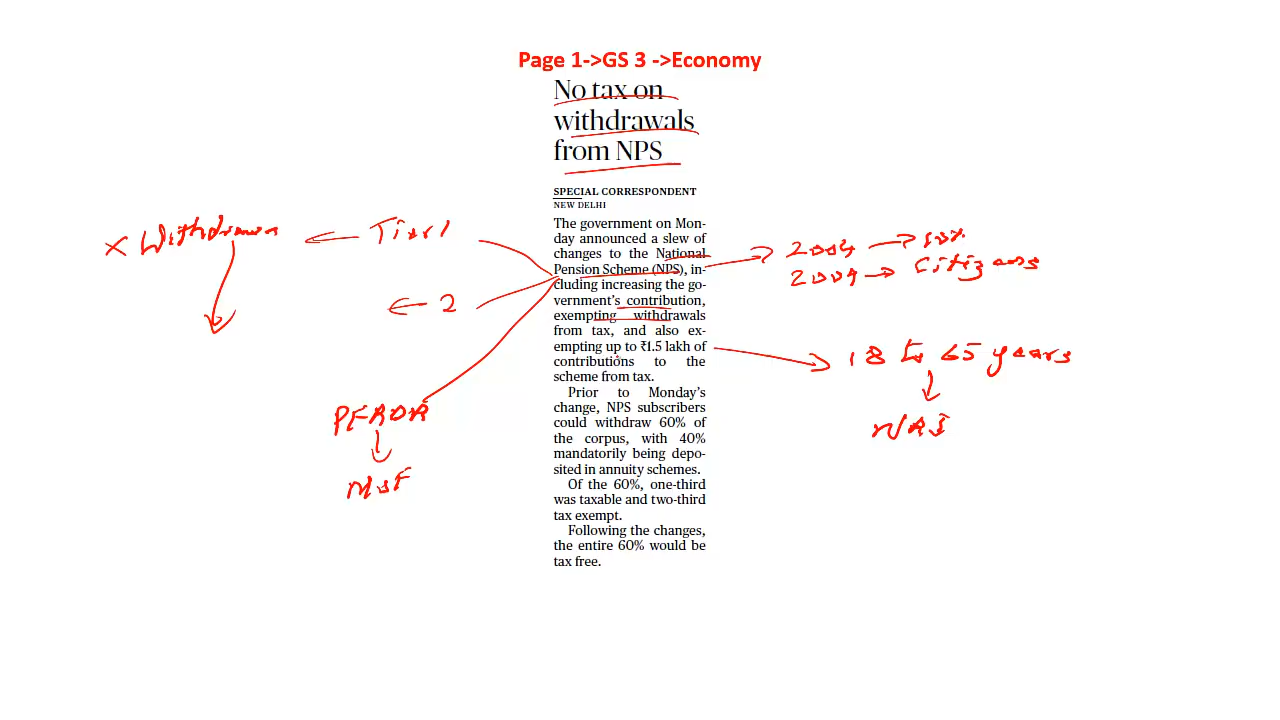 Page 1->GS 3 ->Economy
No tax on
withdrawals
from NPS
SPECIAL CORRESPONDENT
NEW DELHI
The government on Mon-
day announced a slew of
changes to the National
Pension Scheme (NPS), in-
cluding increasing the go-
vernment's contribution,
exempting withdrawals
from tax, and also ex-
empting up to ₹1.5 lakh of
contributions to the
scheme from tax.
Prior to Monday's
change, NPS subscribers
could withdraw 60% of
the corpus, with 40%
mandatorily being depo-
sited in annuity schemes.
Of the 60%, one-third
was taxable and two-third
tax exempt.
Following the changes,
the entire 60% would be
tax free.
x Withdrawn
Tier 1
2
PFRDA
MoF
2004
10%
2009
Citizens
18 to 65 years
NRI